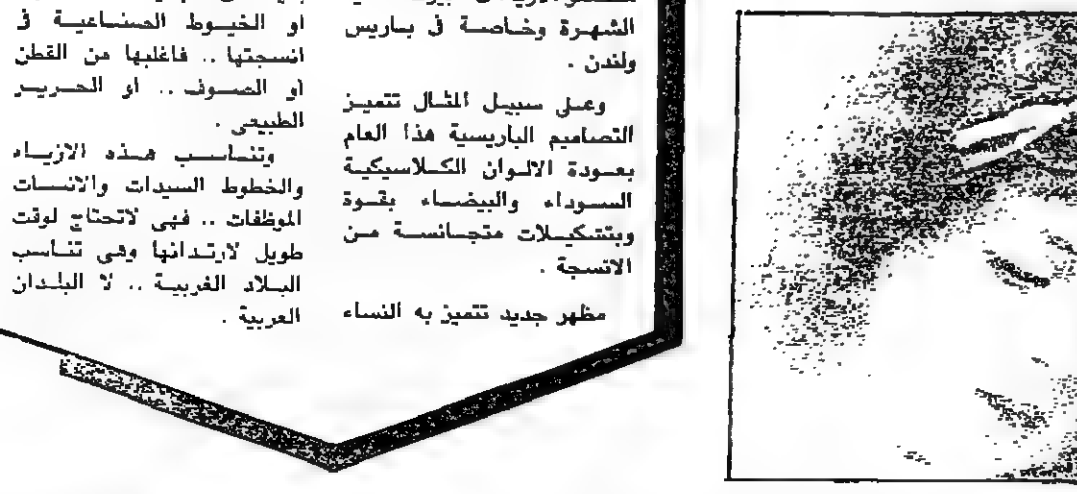 الشهرة وخاصة في باريس
ولندن .
وعلى سبيل المثال تتميز
التصاميم الباريسية هذا العام
بعودة الالوان الكلاسيكية
السوداء والبيضاء بقوة
وبتشكيلات متجانسة من
الانسجة .
مظهر جديد تتميز به النساء
او الخيوط الصناعية في
انسجتها .. فاغلبها من القطن
او الصوف .. او الحرير
الطبيعي .
وتناسب هذه الازياء
والخطوط السيدات والانسات
الموظفات .. فهى لاتحتاج لوقت
طويل لارتدائها وهى تناسب
البلاد الغربية .. لا البلدان
العربية .